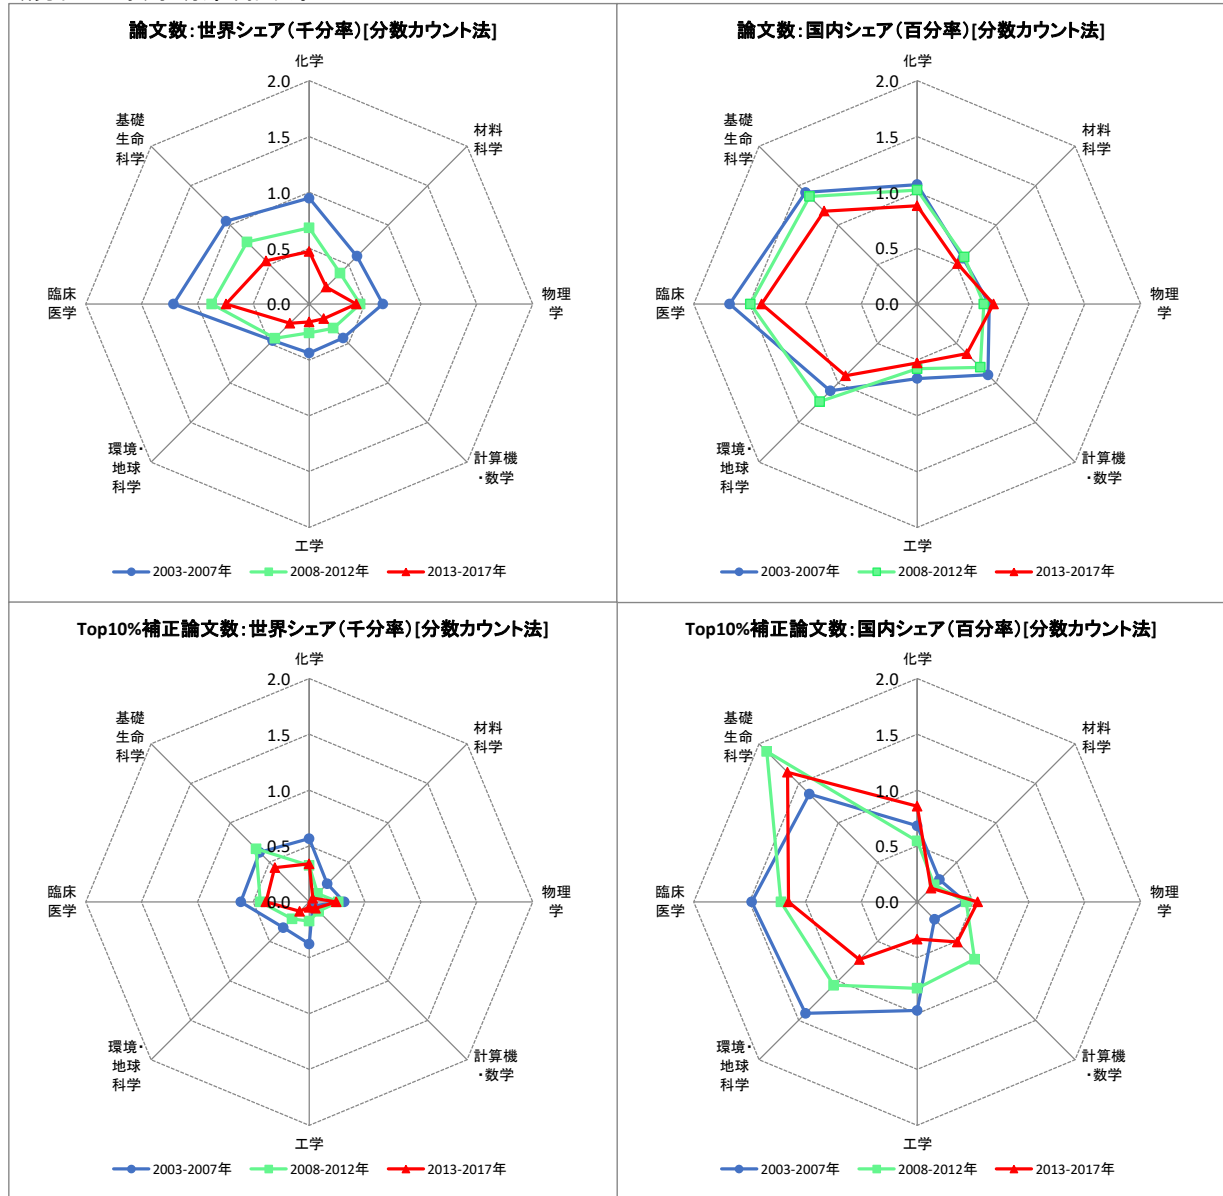 論文数：世界シェア（千分率）[分数カウント法]
化学
2.0
1.5
1.0
0.5
0.0
材料
科学
物理
学
計算機
・数学
工学
環境・
地球
科学
臨床
医学
基礎
生命
科学
2003-2007年
2008-2012年
2013-2017年
論文数：国内シェア（百分率）[分数カウント法]
化学
2.0
1.5
1.0
0.5
0.0
材料
科学
物理
学
計算機
・数学
工学
環境・
地球
科学
臨床
医学
基礎
生命
科学
2003-2007年
2008-2012年
2013-2017年
Top10%補正論文数：世界シェア（千分率）[分数カウント法]
化学
2.0
1.5
1.0
0.5
0.0
材料
科学
物理
学
計算機
・数学
工学
環境・
地球
科学
臨床
医学
基礎
生命
科学
2003-2007年
2008-2012年
2013-2017年
Top10%補正論文数：国内シェア（百分率）[分数カウント法]
化学
2.0
1.5
1.0
0.5
0.0
材料
科学
物理
学
計算機
・数学
工学
環境・
地球
科学
臨床
医学
基礎
生命
科学
2003-2007年
2008-2012年
2013-2017年